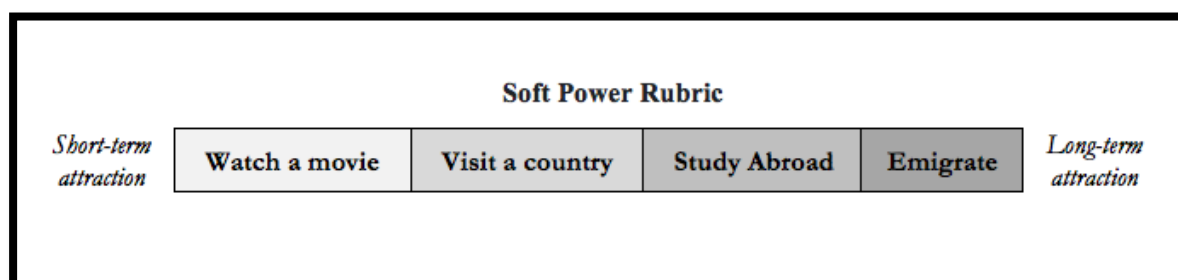 Soft Power Rubric
Short-term
attraction
Watch a movie
Visit a country
Study Abroad
Emigrate
Long-term
attraction